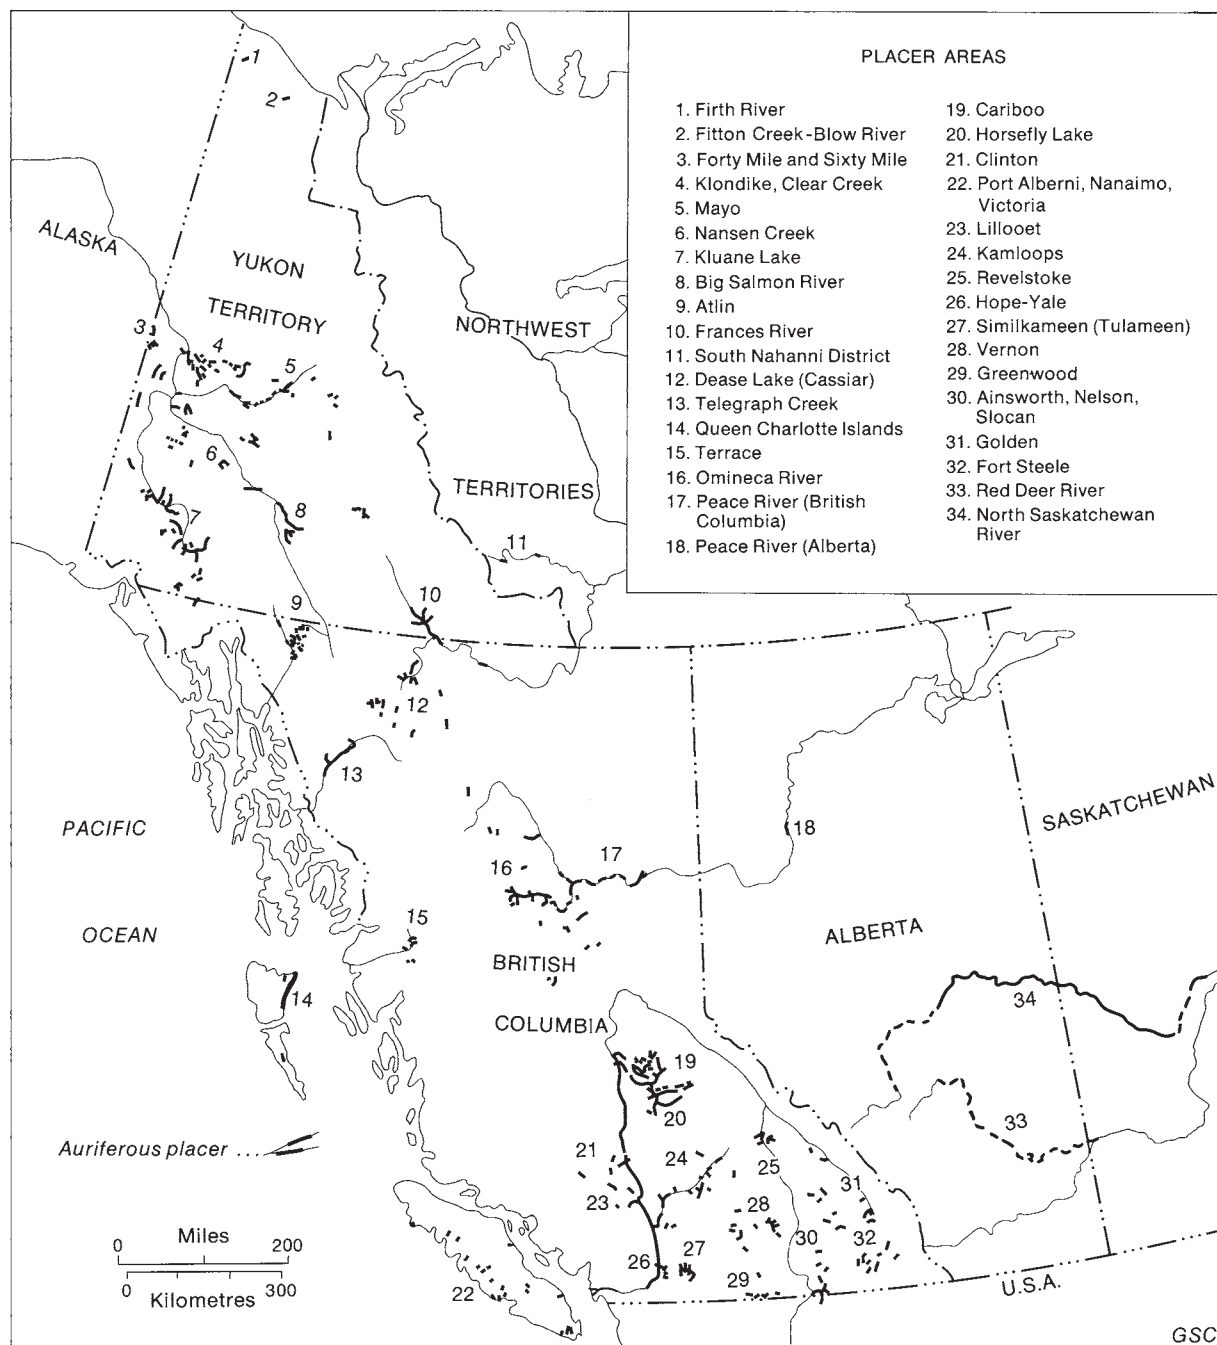 PLACER AREAS
1. Firth River
2. Fitton Creek-Blow River
3. Forty Mile and Sixty Mile
4. Klondike, Clear Creek
5. Mayo
6. Nansen Creek
7. Kluane Lake
8. Big Salmon River
9. Atlin
10. Frances River
11. South Nahanni District
12. Dease Lake (Cassiar)
13. Telegraph Creek
14. Queen Charlotte Islands
15. Terrace
16. Omineca River
17. Peace River (British
Columbia)
18. Peace River (Alberta)
19. Cariboo
20. Horsefly Lake
21. Clinton
22. Port Alberni, Nanaimo,
Victoria
23. Lillooet
24. Kamloops
25. Revelstoke
26. Hope-Yale
27. Similkameen (Tulameen)
28. Vernon
29. Greenwood
30. Ainsworth, Nelson,
Slocan
31. Golden
32. Fort Steele
33. Red Deer River
34. North Saskatchewan
River
1
2
ALASKA
YUKON
TERRITORY
NORTHWEST
TERRITORIES
3
4
5
6
7
8
9
10
11
12
13
PACIFIC
OCEAN
SASKATCHEWAN
18
17
16
15
14
BRITISH
COLUMBIA
ALBERTA
34
33
19
20
21
24
25
23
31
28
30
32
26
27
29
22
Auriferous placer ....
Miles
0 200
0 300
Kilometres
U.S.A.
GSC